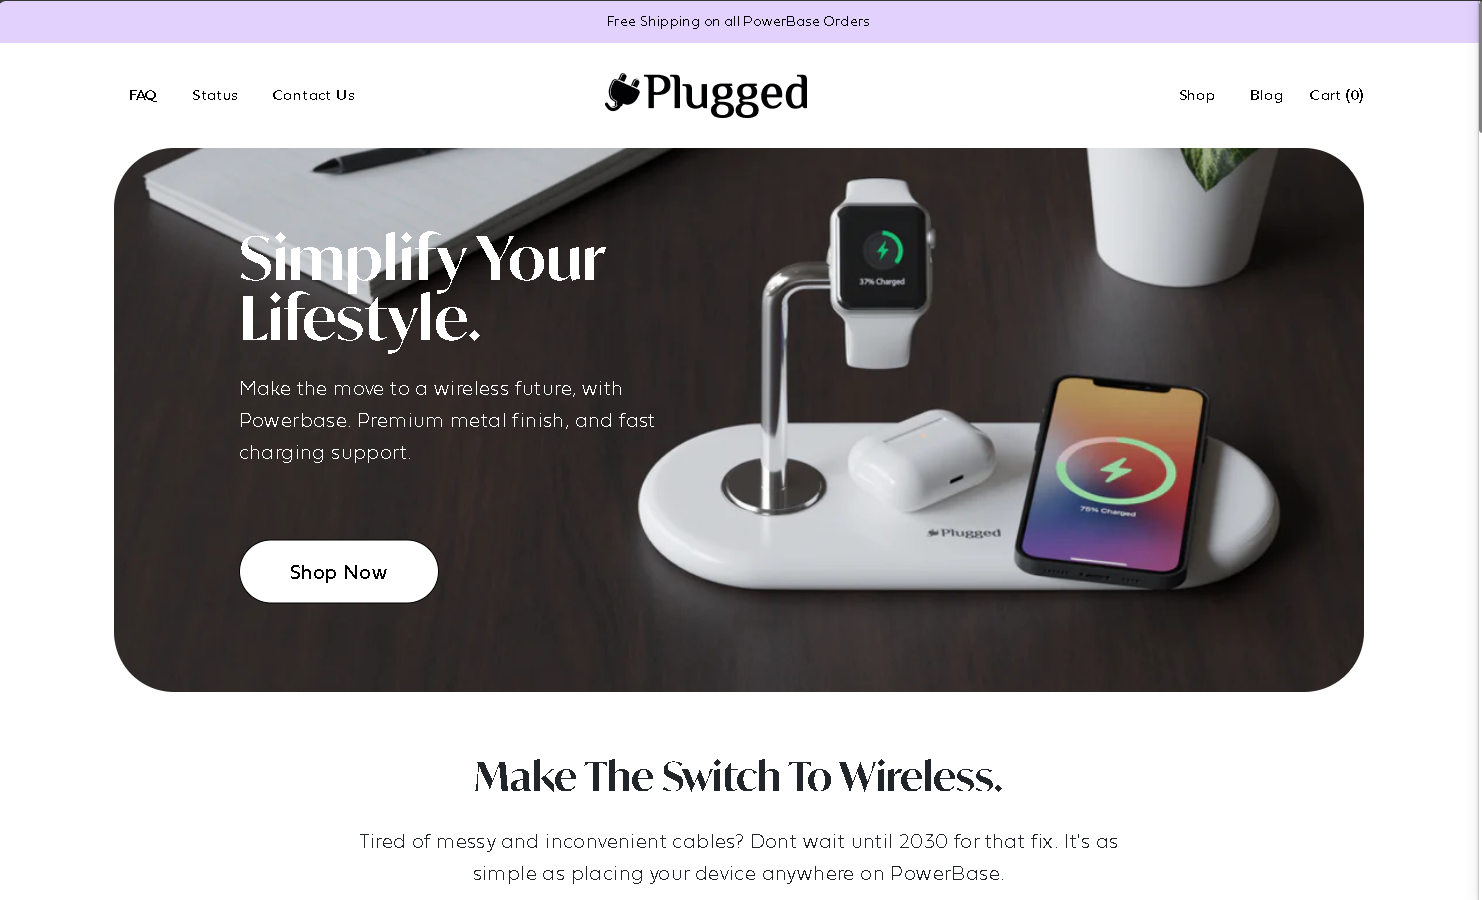 Free Shipping on all PowerBase Orders
FAQ Status Contact Us
Plugged
Shop Blog Cart (0)
Simplify Your
Lifestyle.
Make the move to a wireless future, with
Powerbase. Premium metal finish, and fast
charging support.
Shop Now
37% Charged
75% Charged
Plugged
Make The Switch To Wireless.
Tired of messy and inconvenient cables? Dont wait until 2030 for that fix. It's as
simple as placing your device anywhere on PowerBase.